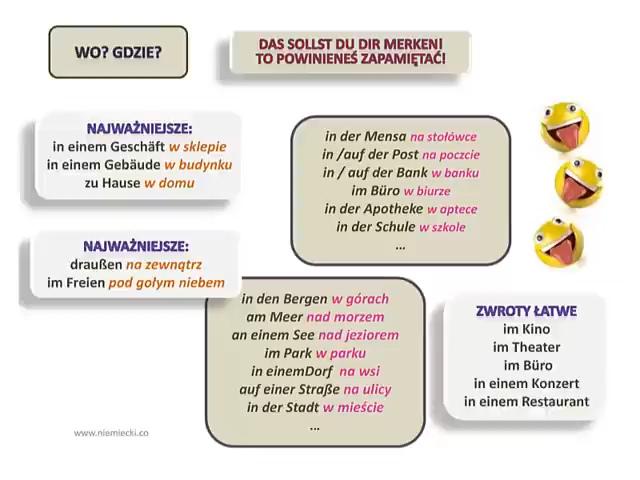 WO? GDZIE?
DAS SOLLST DU DIR MERKEN!
TO POWINIENEŚ ZAPAMIĘTAĆ!
NAJWAŻNIEJSZE:
in einem Geschäft w sklepie
in einem Gebäude w budynku
zu Hause w domu
in der Mensa na stołówce
in /auf der Post na poczcie
in / auf der Bank w banku
im Büro w biurze
in der Apotheke w aptece
in der Schule w szkole
...
NAJWAŻNIEJSZE:
draußen na zewnątrz
im Freien pod gołym niebem
in den Bergen w górach
am Meer nad morzem
an einem See nad jeziorem
im Park w parku
in einemDorf na wsi
auf einer Straße na ulicy
in der Stadt w mieście
...
ZWROTY ŁATWE
im Kino
im Theater
im Büro
in einem Konzert
in einem Restaurant
www.niemiecki.co